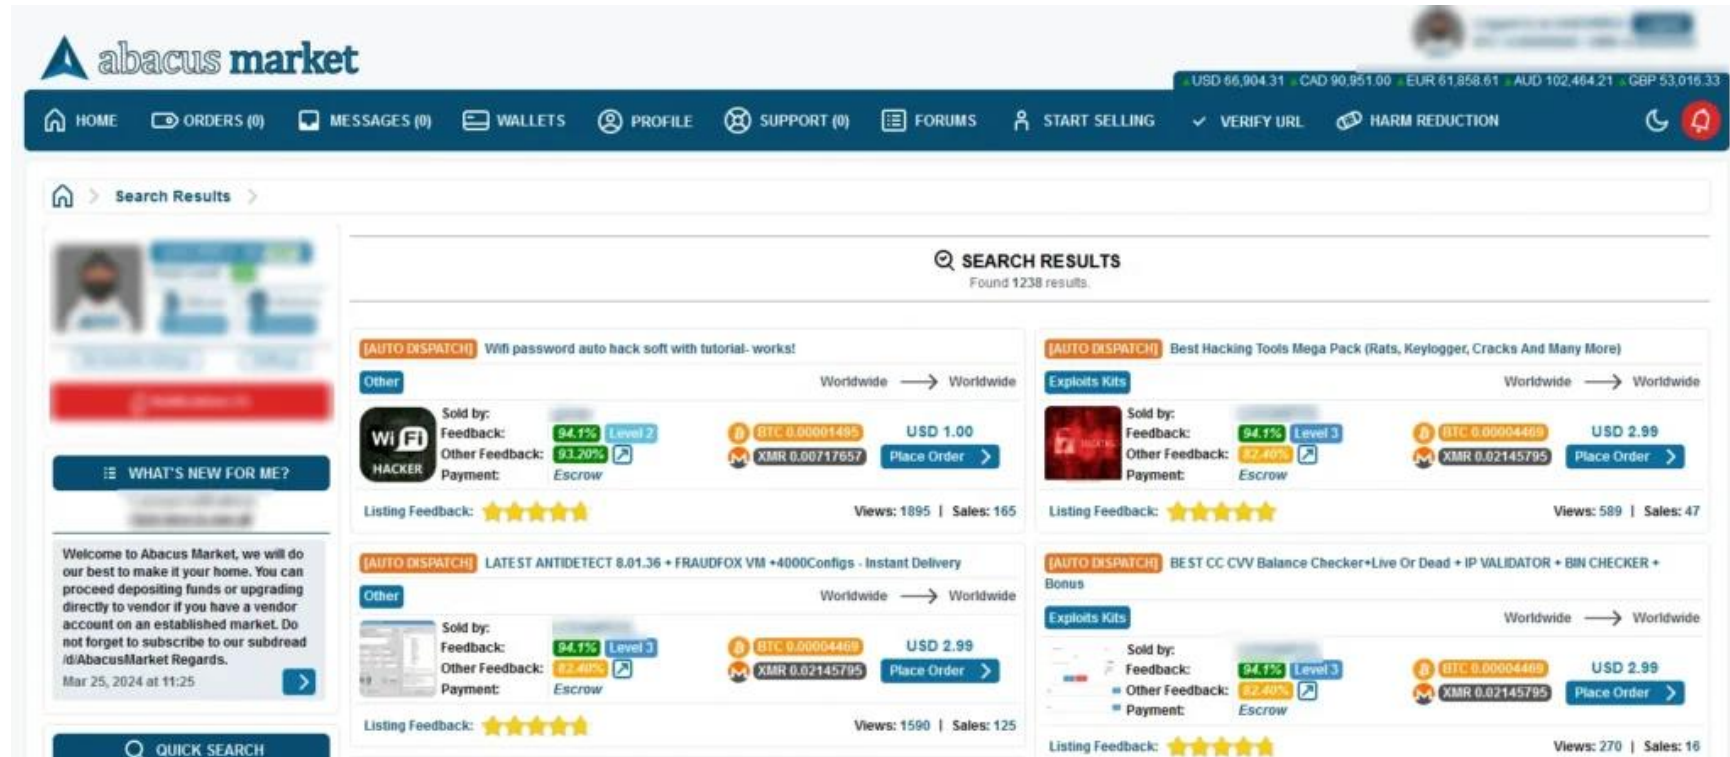 abacus market
USD 66,904.31 CAD 90,951.00 EUR 61,858.61 AUD 102,464.21 GBP 53,016.33
HOME ORDERS (0) MESSAGES (0) WALLETS PROFILE SUPPORT (0) FORUMS START SELLING VERIFY URL HARM REDUCTION
Search Results
SEARCH RESULTS
Found 1238 results.
[AUTO DISPATCH] Wifi password auto hack soft with tutorial- works!
Other Worldwide Worldwide
WiFi
HACKER
Sold by:
Feedback: 94.1% Level 2 BTC 0.00001495 USD 1.00
Other Feedback: 93.20% XMR 0.00717657 Place Order
Payment: Escrow
Listing Feedback: Views: 1895 | Sales: 165
[AUTO DISPATCH] Best Hacking Tools Mega Pack (Rats, Keylogger, Cracks And Many More)
Exploits Kits Worldwide Worldwide
Sold by:
Feedback: 94.1% Level 3 BTC 0.00004469 USD 2.99
Other Feedback: 82.40% XMR 0.02145795 Place Order
Payment: Escrow
Listing Feedback: Views: 589 | Sales: 47
WHAT'S NEW FOR ME?
Welcome to Abacus Market, we will do
our best to make it your home. You can
proceed depositing funds or upgrading
directly to vendor if you have a vendor
account on an established market. Do
not forget to subscribe to our subdread
/d/AbacusMarket Regards.
Mar 25, 2024 at 11:25
QUICK SEARCH
[AUTO DISPATCH] LATEST ANTIDETECT 8.01.36 + FRAUDFOX VM +4000Configs - Instant Delivery
Other Worldwide Worldwide
Sold by:
Feedback: 94.1% Level 3 BTC 0.00004469 USD 2.99
Other Feedback: 82.40% XMR 0.02145795 Place Order
Payment: Escrow
Listing Feedback: Views: 1590 | Sales: 125
[AUTO DISPATCH] BEST CC CVV Balance Checker+Live Or Dead + IP VALIDATOR + BIN CHECKER +
Bonus
Exploits Kits Worldwide Worldwide
Sold by:
Feedback: 94.1% Level 3 BTC 0.00004469 USD 2.99
Other Feedback: 82.40% XMR 0.02145795 Place Order
Payment: Escrow
Listing Feedback: Views: 270 | Sales: 16